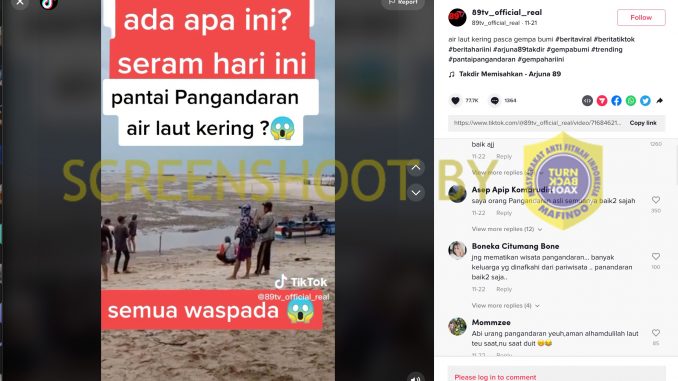 Report
ada apa ini?
seram hari ini
pantai Pangandaran
air laut kering ?😱
TikTok
@89tv_official_real
semua waspada 😱
SCREENSHOOT BY
MASYARAKAT ANTI FITNAH INDONESIA
TURN
BACK
HOAX
MAFINDO
89tv_official_real
89tv_official_real · 11-21
Follow
air laut kering pasca gempa bumi #beritaviral #beritatiktok
#beritahariini #arjuna89takdir #gempabumi #trending
#pantaipangandaran #gempahariini
Takdir Memisahkan - Arjuna 89
77.7K
1364
https://www.tiktok.com/@89tv_official_real/video/71684621...
Copy link
baik ajj
11-22 Reply
1260
Asep Apip Komarudin
saya orang Pangandaran asli semuanya baik2 sajah
11-22 Reply
350
View more replies (12)
Boneka Citumang Bone
jng mematikan wisata pangandaran... banyak
keluarga yg dinafkahi dari pariwisata .. panandaran
baik2 saja..
11-22 Reply
100
View more replies (4)
Mommzee
Abi urang pangandaran yeuh,aman alhamdulilah laut
teu saat,nu saat duit 😁😂
11-22 Reply
85
Please log in to comment